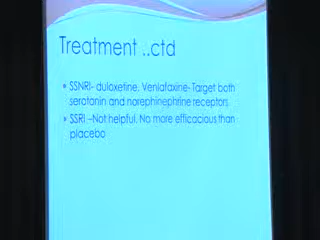 Treatment ..ctd
SSNRI- duloxetine, Venlafaxine- Target both
serotonin and norephinephrine receptors
SSRI –Not helpful. No more efficacious than
placebo